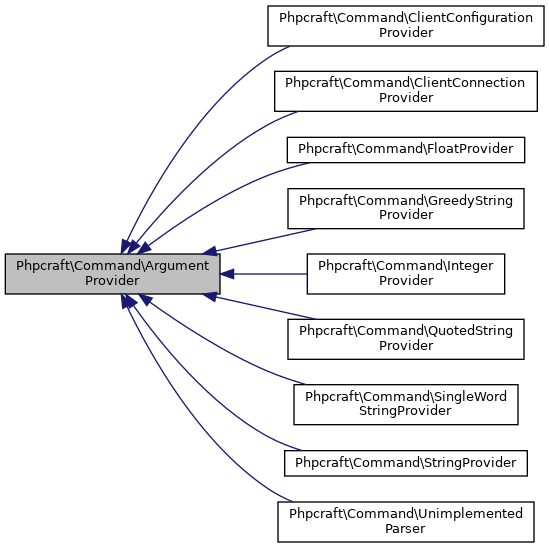 Phpcraft\Command\ClientConfiguration
Provider
Phpcraft\Command\ClientConnection
Provider
Phpcraft\Command\FloatProvider
Phpcraft\Command\GreedyString
Provider
Phpcraft\Command\Argument
Provider
Phpcraft\Command\Integer
Provider
Phpcraft\Command\QuotedString
Provider
Phpcraft\Command\SingleWord
StringProvider
Phpcraft\Command\StringProvider
Phpcraft\Command\Unimplemented
Parser